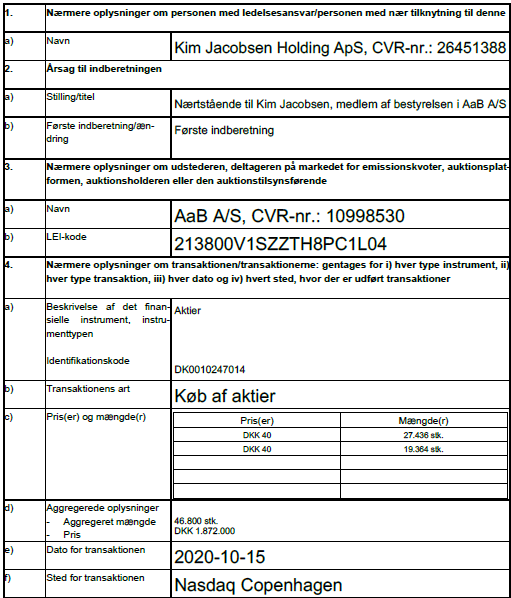 1. Nærmere oplysninger om personen med ledelsesansvar/personen med nær tilknytning til denne
a) Navn Kim Jacobsen Holding ApS, CVR-nr.: 26451388
2. Årsag til indberetningen
a) Stilling/titel Nærtstående til Kim Jacobsen, medlem af bestyrelsen i AaB A/S
b) Første indberetning/æn-
dring
Første indberetning
3. Nærmere oplysninger om udstederen, deltageren på markedet for emissionskvoter, auktionsplat-
formen, auktionsholderen eller den auktionstilsynsførende
a) Navn AaB A/S, CVR-nr.: 10998530
b) LEI-kode 213800V1SZZTH8PC1L04
4. Nærmere oplysninger om transaktionen/transaktionerne: gentages for i) hver type instrument, ii)
hver type transaktion, iii) hver dato og iv) hvert sted, hvor der er udført transaktioner
a) Beskrivelse af det finan-
sielle instrument, instru-
menttypen
Aktier
Identifikationskode DK0010247014
b) Transaktionens art Køb af aktier
c) Pris(er) og mængde(r)
Pris(er) Mængde(r)
DKK 40 27.436 stk.
DKK 40 19.364 stk.
d) Aggregerede oplysninger
- Aggregeret mængde 46.800 stk.
- Pris DKK 1.872.000
e) Dato for transaktionen 2020-10-15
f) Sted for transaktionen Nasdaq Copenhagen